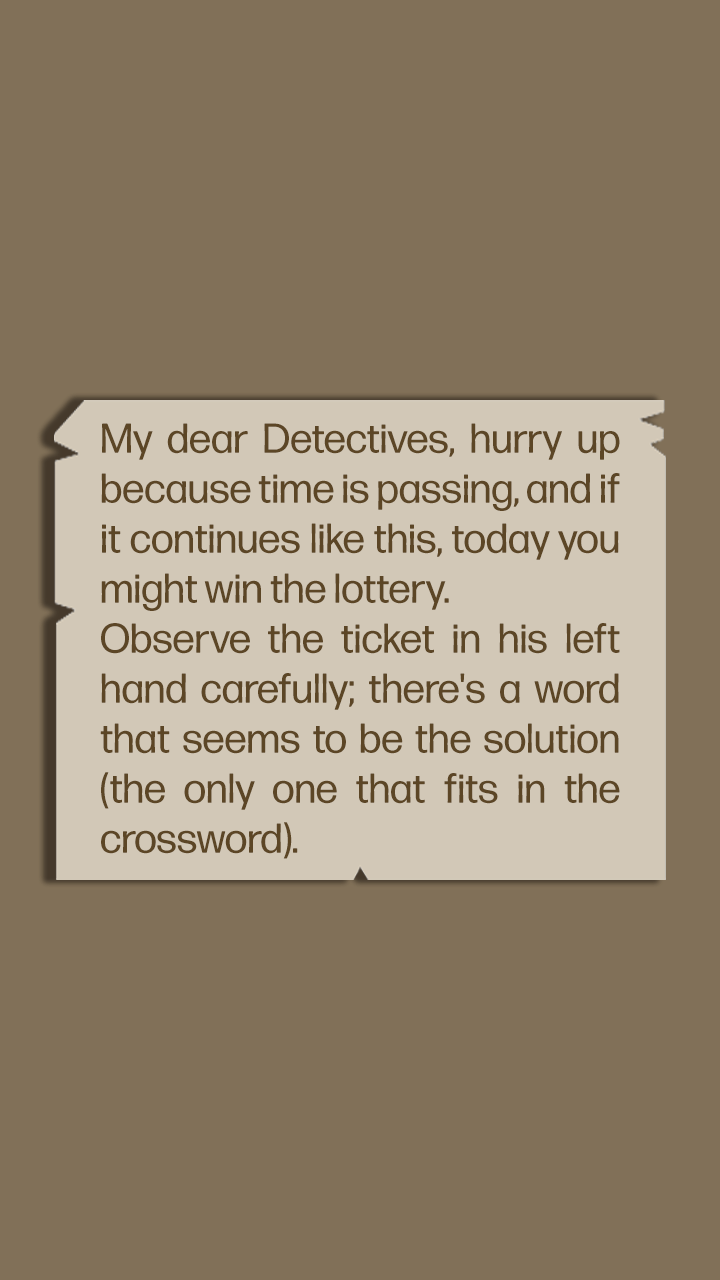 My dear Detectives, hurry up
because time is passing, and if
it continues like this, today you
might win the lottery.
Observe the ticket in his left
hand carefully; there's a word
that seems to be the solution
(the only one that fits in the
crossword).